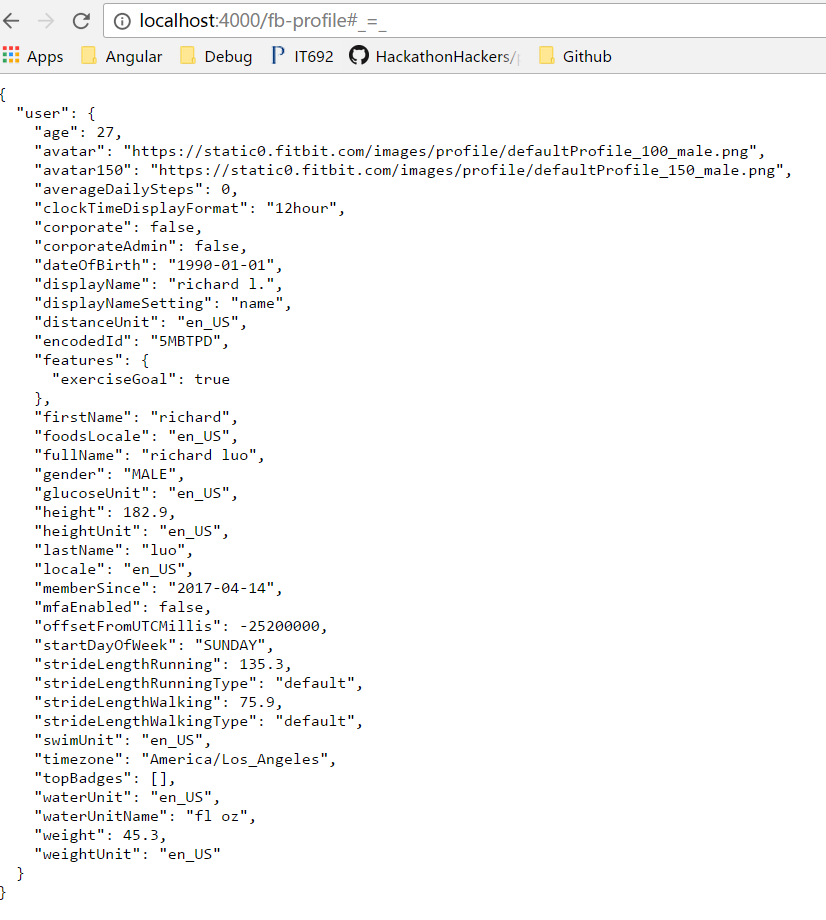 localhost:4000/fb-profile#_=_
Apps Angular Debug IT692 HackathonHackers/ Github
{
  "user": {
    "age": 27,
    "avatar": "https://static0.fitbit.com/images/profile/defaultProfile_100_male.png",
    "avatar150": "https://static0.fitbit.com/images/profile/defaultProfile_150_male.png",
    "averageDailySteps": 0,
    "clockTimeDisplayFormat": "12hour",
    "corporate": false,
    "corporateAdmin": false,
    "dateOfBirth": "1990-01-01",
    "displayName": "richard l.",
    "displayNameSetting": "name",
    "distanceUnit": "en_US",
    "encodedId": "5MBTPD",
    "features": {
      "exerciseGoal": true
    },
    "firstName": "richard",
    "foodsLocale": "en_US",
    "fullName": "richard luo",
    "gender": "MALE",
    "glucoseUnit": "en_US",
    "height": 182.9,
    "heightUnit": "en_US",
    "lastName": "luo",
    "locale": "en_US",
    "memberSince": "2017-04-14",
    "mfaEnabled": false,
    "offsetFromUTCMillis": -25200000,
    "startDayOfWeek": "SUNDAY",
    "strideLengthRunning": 135.3,
    "strideLengthRunningType": "default",
    "strideLengthWalking": 75.9,
    "strideLengthWalkingType": "default",
    "swimUnit": "en_US",
    "timezone": "America/Los_Angeles",
    "topBadges": [],
    "waterUnit": "en_US",
    "waterUnitName": "fl oz",
    "weight": 45.3,
    "weightUnit": "en_US"
  }
}